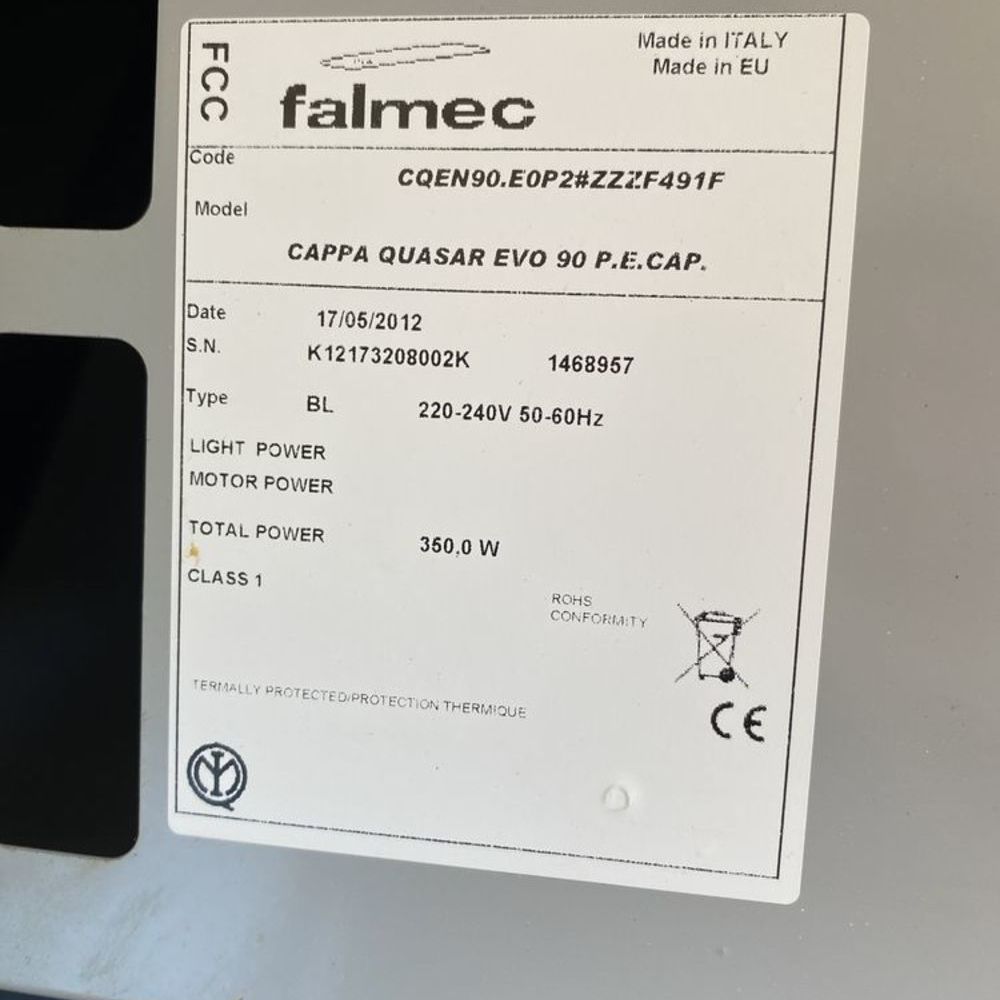 FCC
falmec
Made in ITALY
Made in EU
Code
CQEN90.E0P2#ZZZF491F
Model
CAPPA QUASAR EVO 90 P.E.CAP.
Date 17/05/2012
S.N. K12173208002K 1468957
Type BL 220-240V 50-60Hz
LIGHT POWER
MOTOR POWER
TOTAL POWER 350,0 W
CLASS 1
ROHS
CONFORMITY
TERMALLY PROTECTED/PROTECTION THERMIQUE
CE